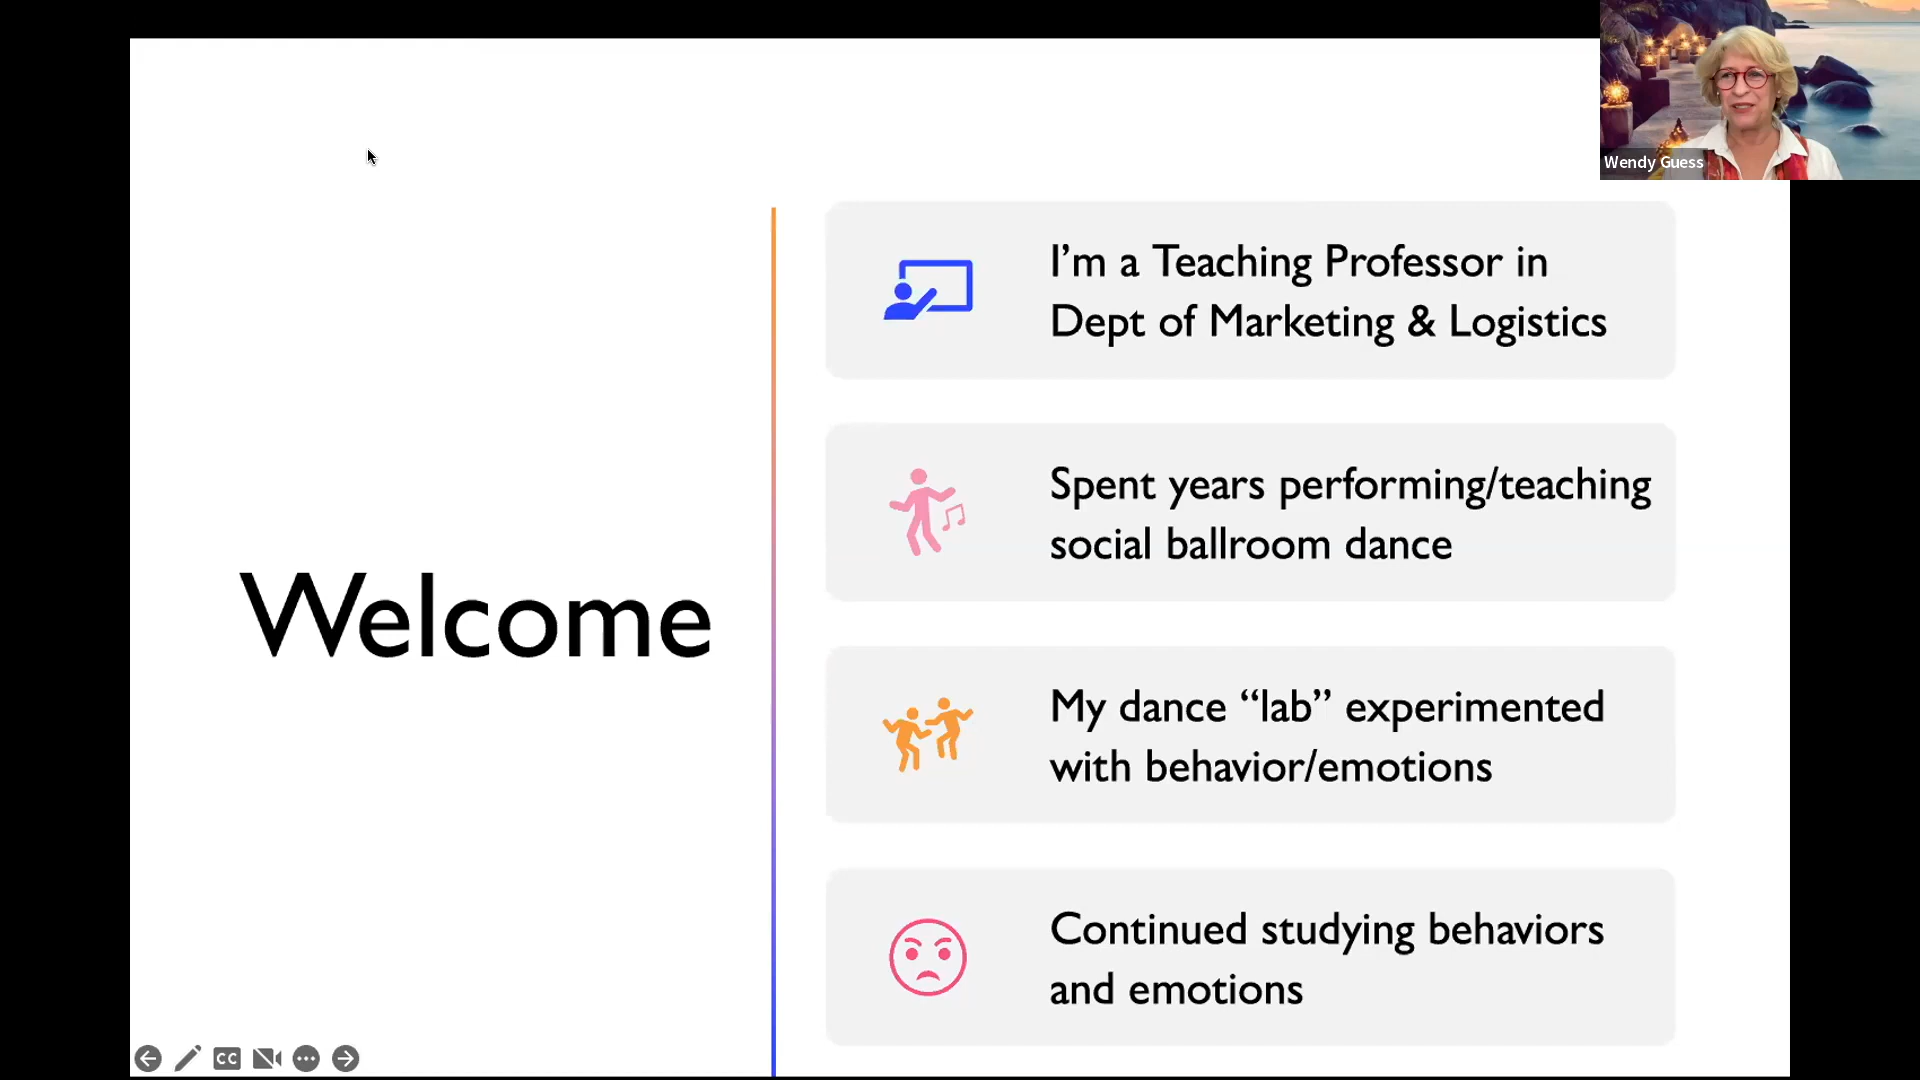 Wendy Guess
I’m a Teaching Professor in
Dept of Marketing & Logistics
Spent years performing/teaching
social ballroom dance
Welcome
My dance “lab” experimented
with behavior/emotions
Continued studying behaviors
and emotions
CC